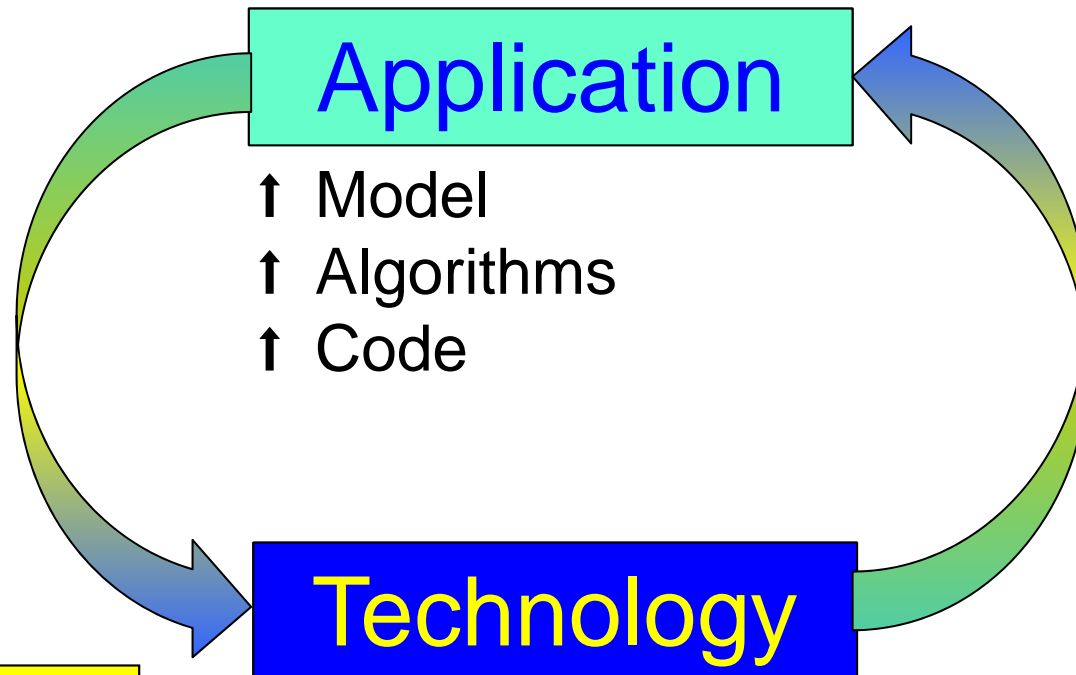 Application
⬆ Model
⬆ Algorithms
⬆ Code
Technology